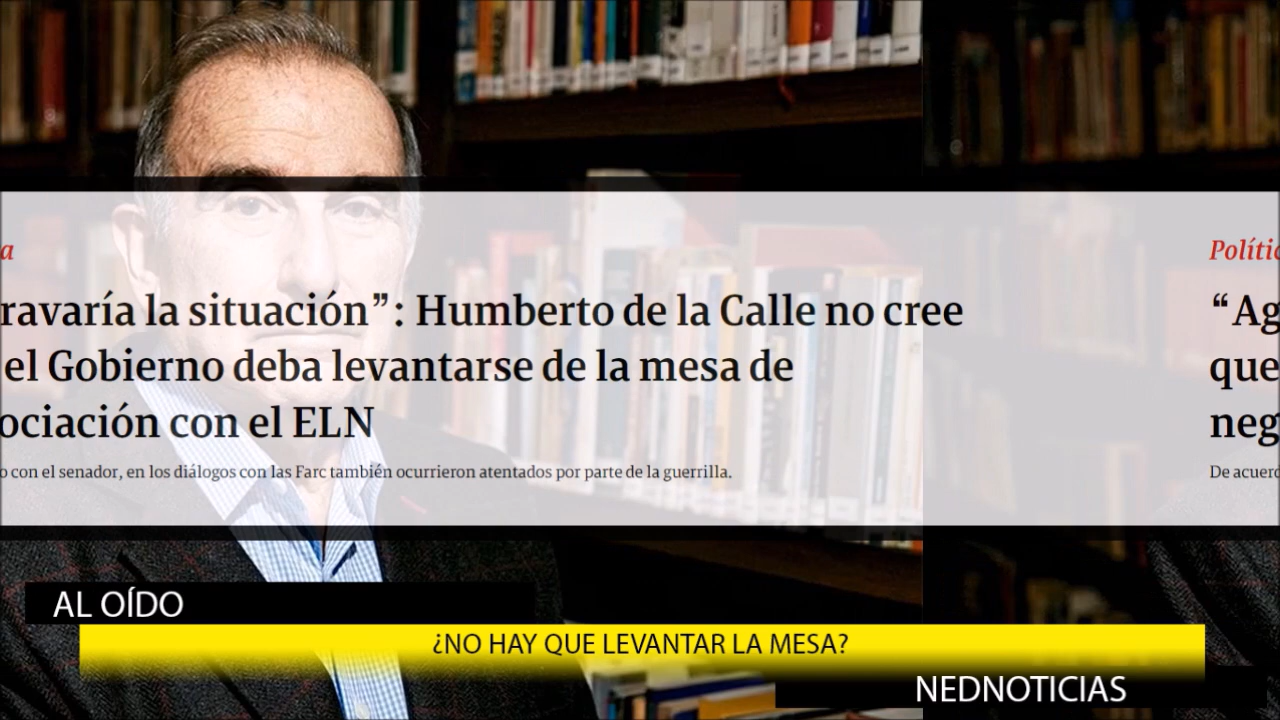 a
ravaría la situación”: Humberto de la Calle no cree
el Gobierno deba levantarse de la mesa de
ociación con el ELN
o con el senador, en los diálogos con las Farc también ocurrieron atentados por parte de la guerrilla.
Polític
“Ag
que
neg
De acuerd
AL OÍDO
¿NO HAY QUE LEVANTAR LA MESA?
NEDNOTICIAS